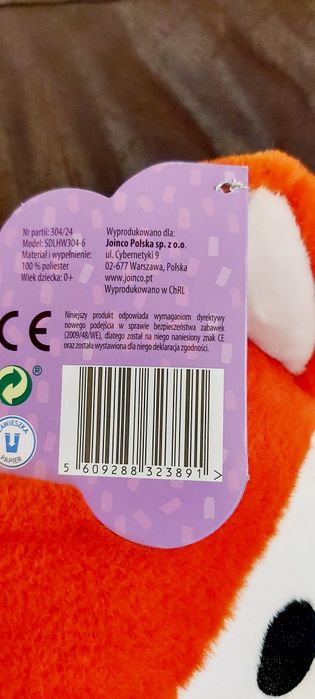 Nr partii: 304/24
Model: SDLHW304-6
Materiał i wypełnienie:
100 % poliester
Wiek dziecka: 0+
Wyprodukowano dla:
Joinco Polska sp. z o.o.
ul. Cybernetyki 9
02-677 Warszawa, Polska
www.joinco.pt
Wyprodukowano w ChRL
CE
Niniejszy produkt odpowiada wymaganiom dyrektywy
nowego podejścia w sprawie bezpieczeństwa zabawek
(2009/48/WE), dlatego został na niego naniesiony znak CE
oraz została wystawiona dla niego deklaracja zgodności.
®
ZAWIESZKA
U
PAPIER
5 609288 323891 >